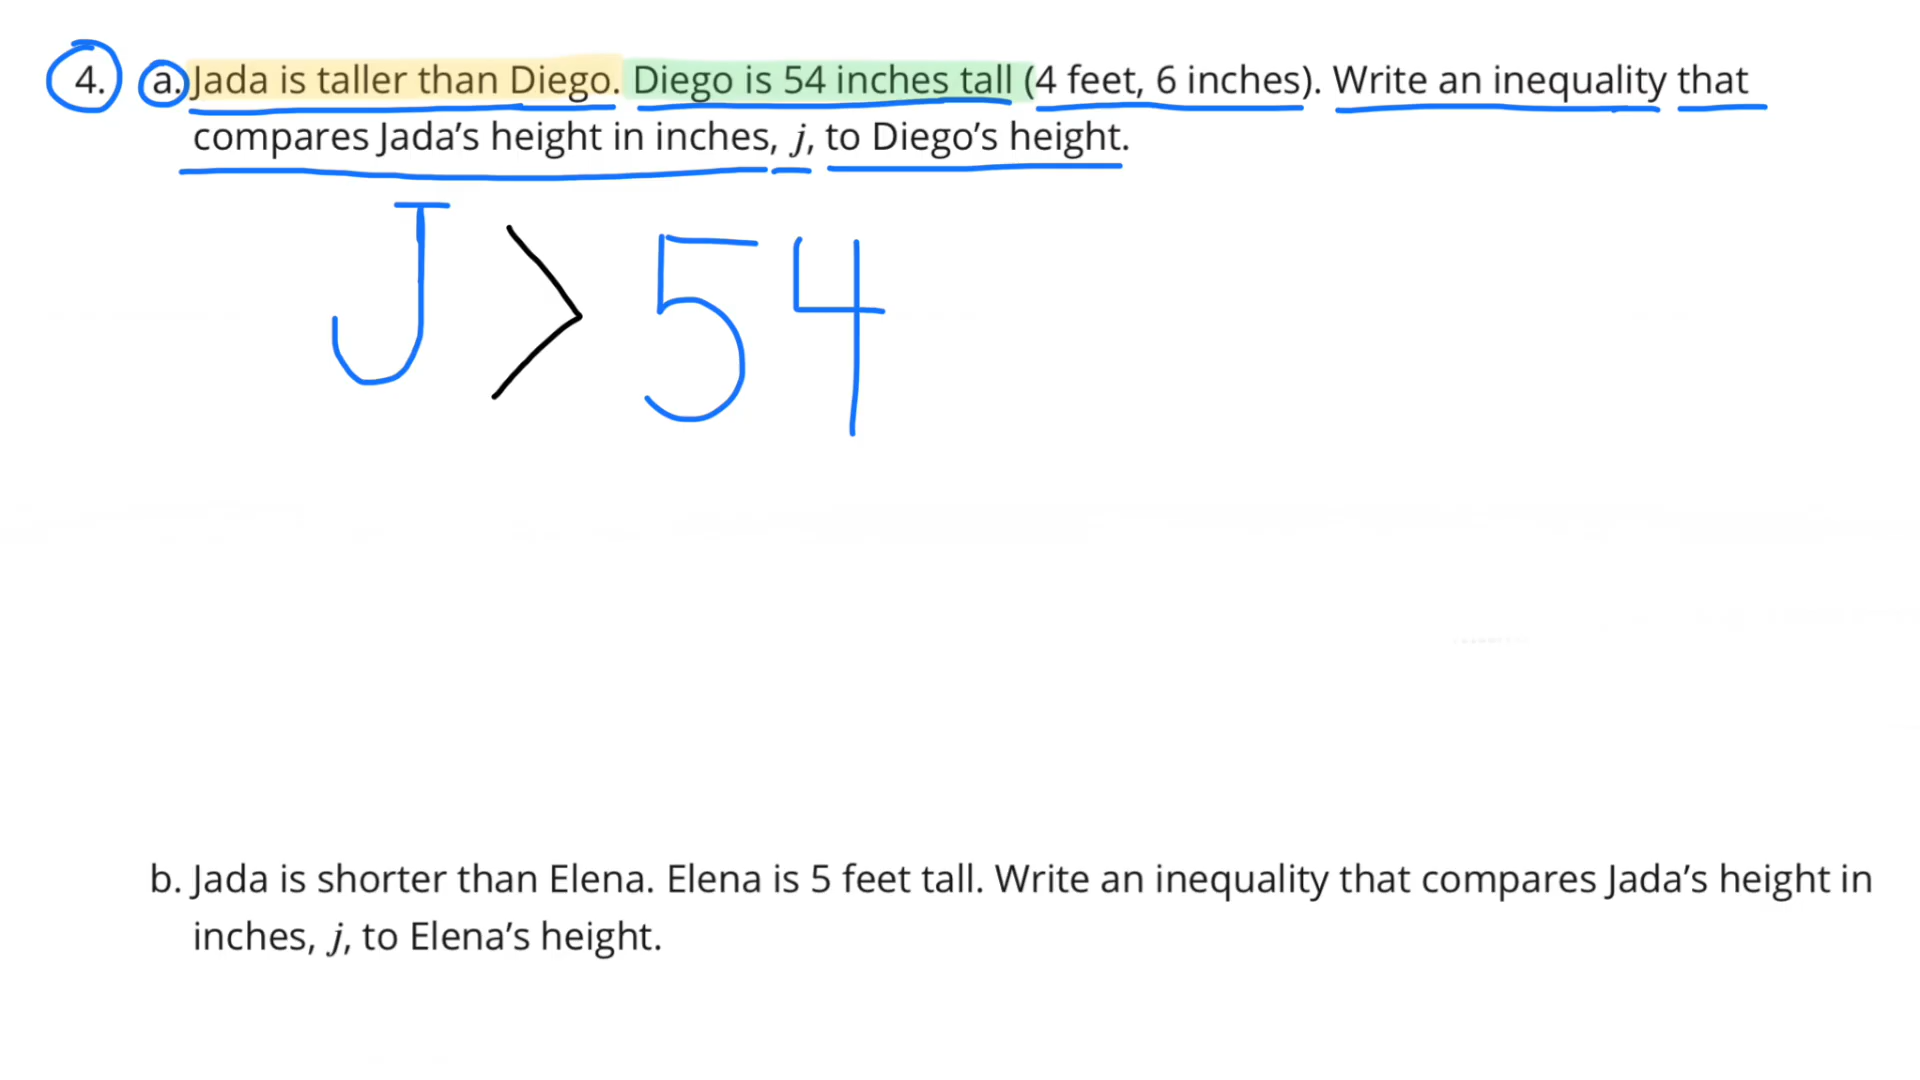 4. a. Jada is taller than Diego. Diego is 54 inches tall (4 feet, 6 inches). Write an inequality that
compares Jada’s height in inches, j, to Diego’s height.
J > 54
b. Jada is shorter than Elena. Elena is 5 feet tall. Write an inequality that compares Jada’s height in
inches, j, to Elena’s height.